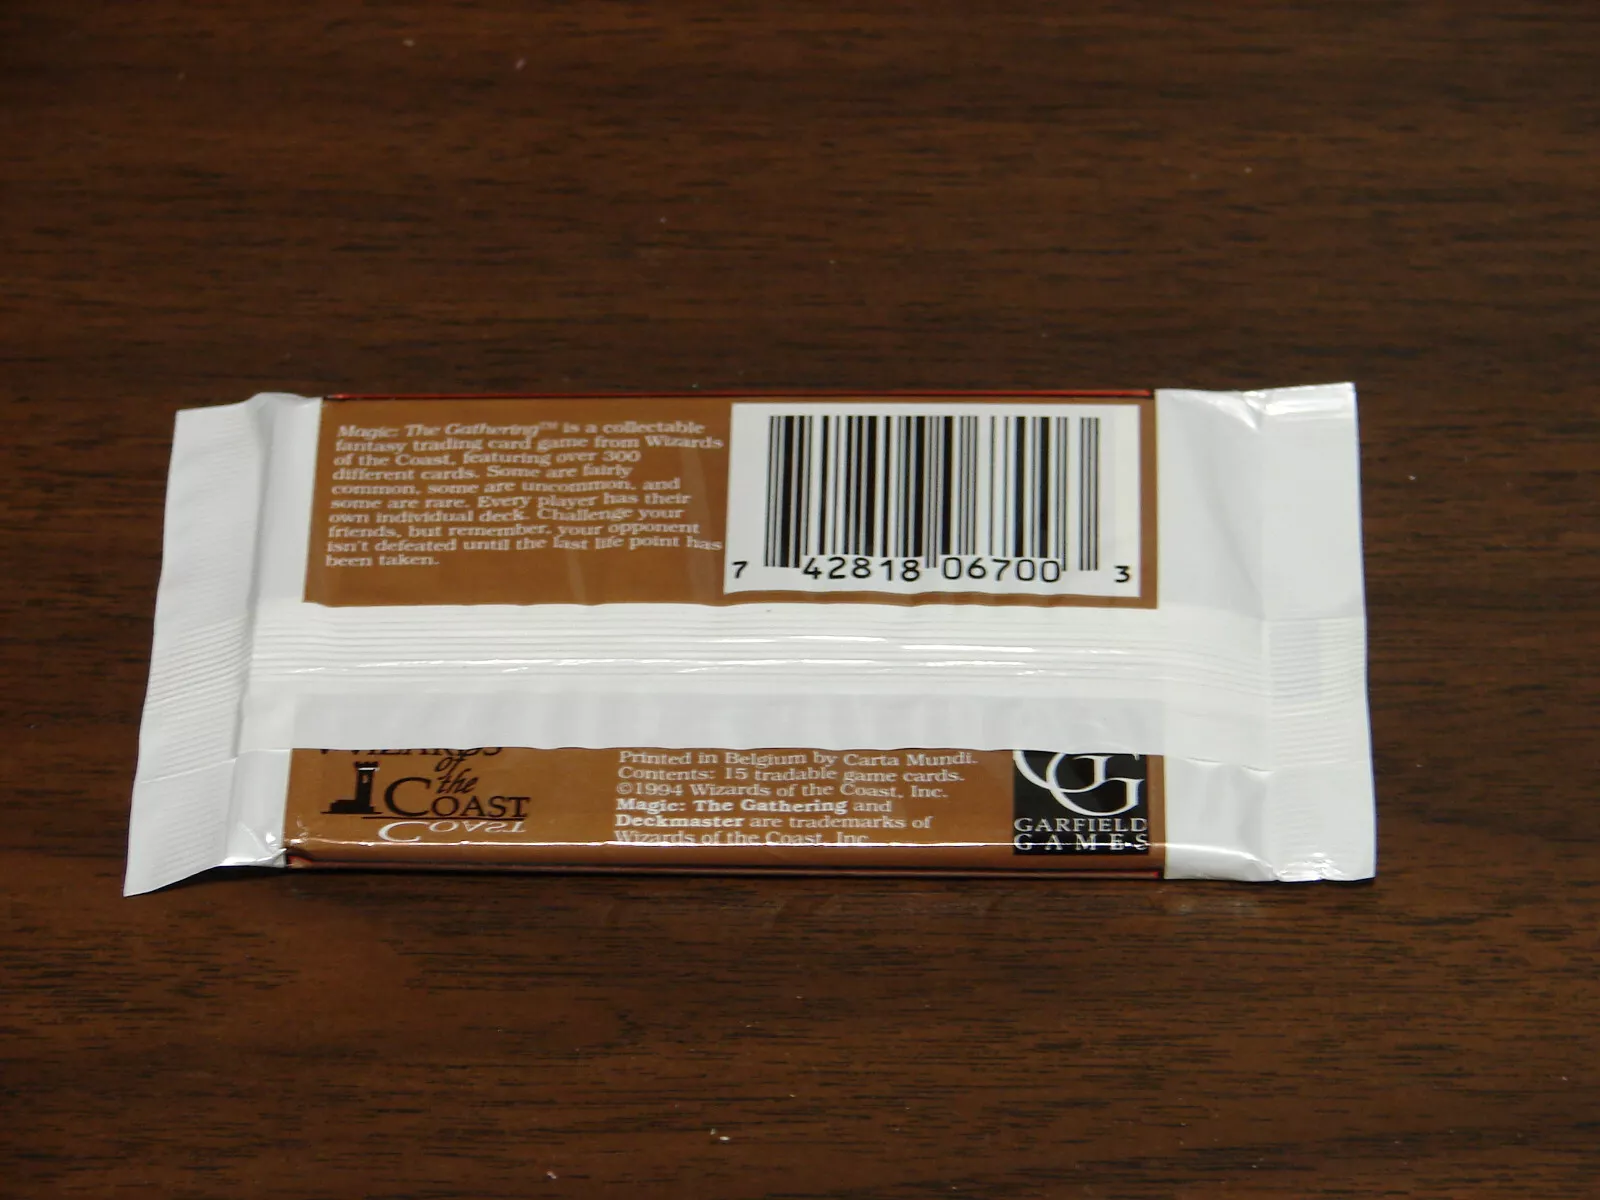 Magic: The Gathering™ is a collectable
fantasy trading card game from Wizards
of the Coast, featuring over 300
different cards. Some are fairly
common, some are uncommon, and
some are rare. Every player has their
own individual deck. Challenge your
friends, but remember, your opponent
isn't defeated until the last life point has
been taken.
7 42818 06700 3
WIZARDS
of
the
COAST
COAST
Printed in Belgium by Carta Mundi.
Contents: 15 tradable game cards.
©1994 Wizards of the Coast, Inc.
Magic: The Gathering and
Deckmaster are trademarks of
Wizards of the Coast, Inc.
GG
GARFIELD
GAMES